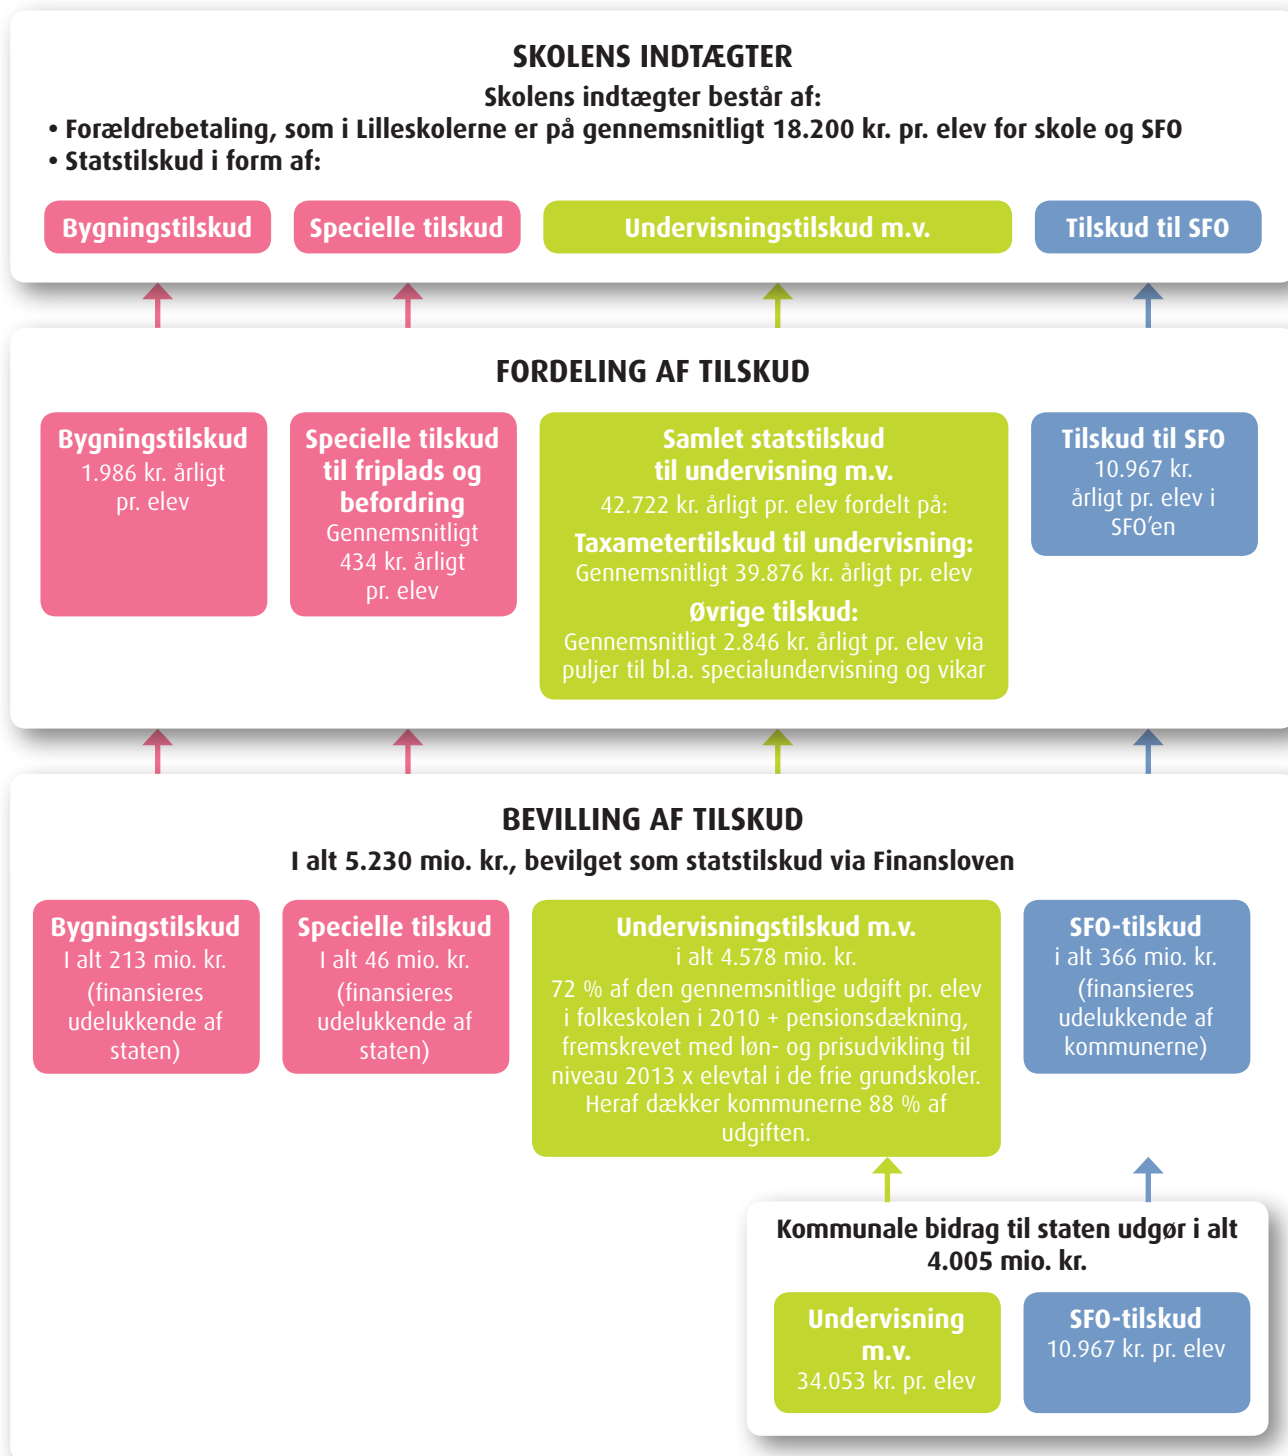 SKOLENS INDTÆGTER
Skolens indtægter består af:
• Forældrebetaling, som i Lilleskolerne er på gennemsnitligt 18.200 kr. pr. elev for skole og SFO
• Statstilskud i form af:
Bygningstilskud
Specielle tilskud
Undervisningstilskud m.v.
Tilskud til SFO
FORDELING AF TILSKUD
Bygningstilskud
1.986 kr. årligt
pr. elev
Specielle tilskud
til friplads og
befordring
Gennemsnitligt
434 kr. årligt
pr. elev
Samlet statstilskud
til undervisning m.v.
42.722 kr. årligt pr. elev fordelt på:
Taxametertilskud til undervisning:
Gennemsnitligt 39.876 kr. årligt pr. elev
Øvrige tilskud:
Gennemsnitligt 2.846 kr. årligt pr. elev via
puljer til bl.a. specialundervisning og vikar
Tilskud til SFO
10.967 kr.
årligt pr. elev i
SFO’en
BEVILLING AF TILSKUD
I alt 5.230 mio. kr., bevilget som statstilskud via Finansloven
Bygningstilskud
I alt 213 mio. kr.
(finansieres
udelukkende af
staten)
Specielle tilskud
I alt 46 mio. kr.
(finansieres
udelukkende af
staten)
Undervisningstilskud m.v.
i alt 4.578 mio. kr.
72 % af den gennemsnitlige udgift pr. elev
i folkeskolen i 2010 + pensionsdækning,
fremskrevet med løn- og prisudvikling til
niveau 2013 x elevtal i de frie grundskoler.
Heraf dækker kommunerne 88 % af
udgiften.
SFO-tilskud
i alt 366 mio. kr.
(finansieres
udelukkende af
kommunerne)
Kommunale bidrag til staten udgør i alt
4.005 mio. kr.
Undervisning
m.v.
34.053 kr. pr. elev
SFO-tilskud
10.967 kr. pr. elev